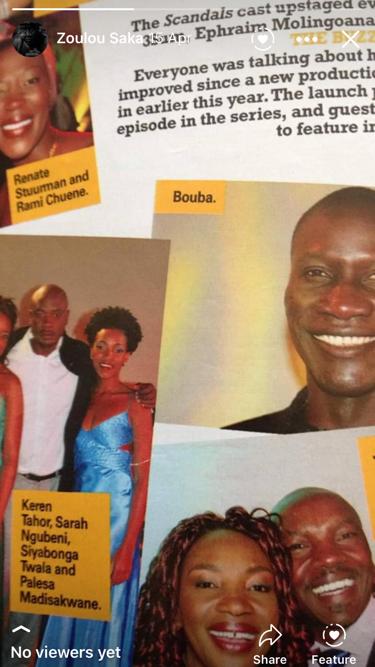 Zoulou Saka 15 Apr
The Scandals cast upstaged ev
Ephraim Molingoana
THE BUZZ
Everyone was talking about h
improved since a new productio
in earlier this year. The launch p
episode in the series, and guest
to feature in
Renate
Stuurman and
Rami Chuene.
Bouba.
Keren
Tahor, Sarah
Ngubeni,
Siyabonga
Twala and
Palesa
Madisakwane.
No viewers yet
Share
Feature